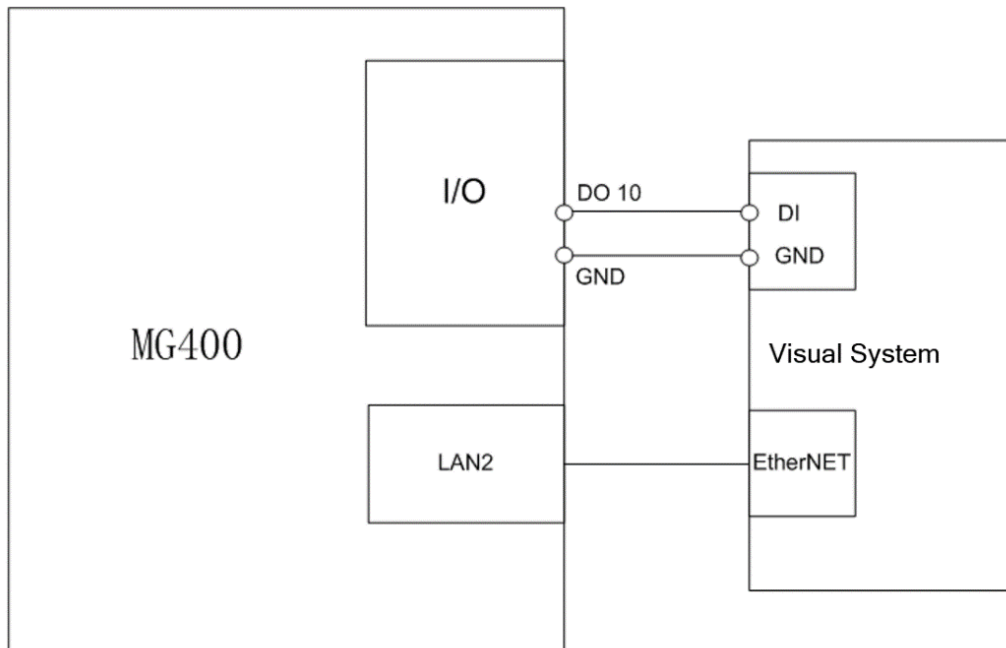 I/O
DO 10
DI
GND
GND
MG400
Visual System
LAN2
EtherNET